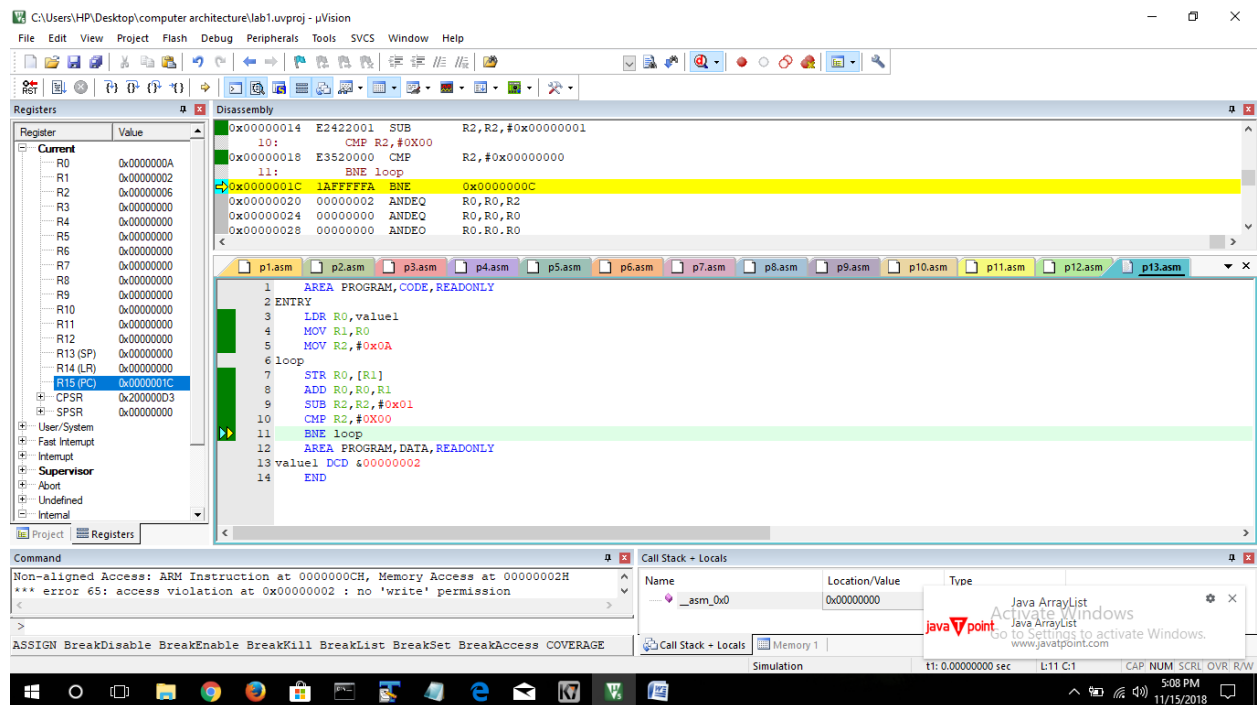 C:\Users\HP\Desktop\computer architecture\lab1.uvproj - µVision
File Edit View Project Flash Debug Peripherals Tools SVCS Window Help
Registers
Register Value
Current
R0 0x0000000A
R1 0x00000002
R2 0x00000006
R3 0x00000000
R4 0x00000000
R5 0x00000000
R6 0x00000000
R7 0x00000000
R8 0x00000000
R9 0x00000000
R10 0x00000000
R11 0x00000000
R12 0x00000000
R13 (SP) 0x00000000
R14 (LR) 0x00000000
R15 (PC) 0x0000001C
CPSR 0x200000D3
SPSR 0x00000000
User/System
Fast Interrupt
Interrupt
Supervisor
Abort
Undefined
Internal
Project Registers
Disassembly
0x00000014 E2422001 SUB R2,R2,#0x00000001
10: CMP R2,#0X00
0x00000018 E3520000 CMP R2,#0x00000000
11: BNE loop
0x0000001C 1AFFFFFA BNE 0x0000000C
0x00000020 00000002 ANDEQ R0,R0,R2
0x00000024 00000000 ANDEQ R0,R0,R0
0x00000028 00000000 ANDEQ R0,R0,R0
p1.asm p2.asm p3.asm p4.asm p5.asm p6.asm p7.asm p8.asm p9.asm p10.asm p11.asm p12.asm p13.asm
1 AREA PROGRAM,CODE,READONLY
2 ENTRY
3 LDR R0,value1
4 MOV R1,R0
5 MOV R2,#0x0A
6 loop
7 STR R0,[R1]
8 ADD R0,R0,R1
9 SUB R2,R2,#0x01
10 CMP R2,#0X00
11 BNE loop
12 AREA PROGRAM,DATA,READONLY
13 value1 DCD &00000002
14 END
Command
Non-aligned Access: ARM Instruction at 0000000CH, Memory Access at 00000002H
*** error 65: access violation at 0x00000002 : no 'write' permission
>
ASSIGN BreakDisable BreakEnable BreakKill BreakList BreakSet BreakAccess COVERAGE
Call Stack + Locals
Name Location/Value Type
__asm_0x0 0x00000000
Call Stack + Locals Memory 1
java T point
Java ArrayList
Java ArrayList
www.javatpoint.com
Activate Windows
Go to Settings to activate Windows.
Simulation t1: 0.00000000 sec L:11 C:1 CAP NUM SCRL OVR R/W
5:08 PM
11/15/2018